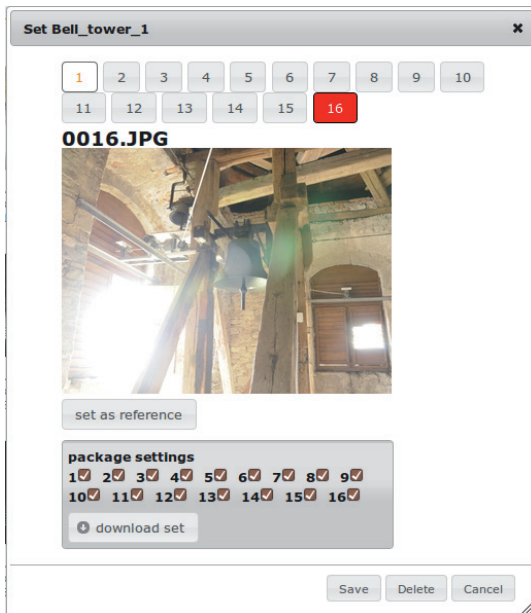 Set Bell_tower_1
1 2 3 4 5 6 7 8 9 10
11 12 13 14 15 16
0016.JPG
set as reference
package settings
1 2 3 4 5 6 7 8 9
10 11 12 13 14 15 16
download set
Save Delete Cancel